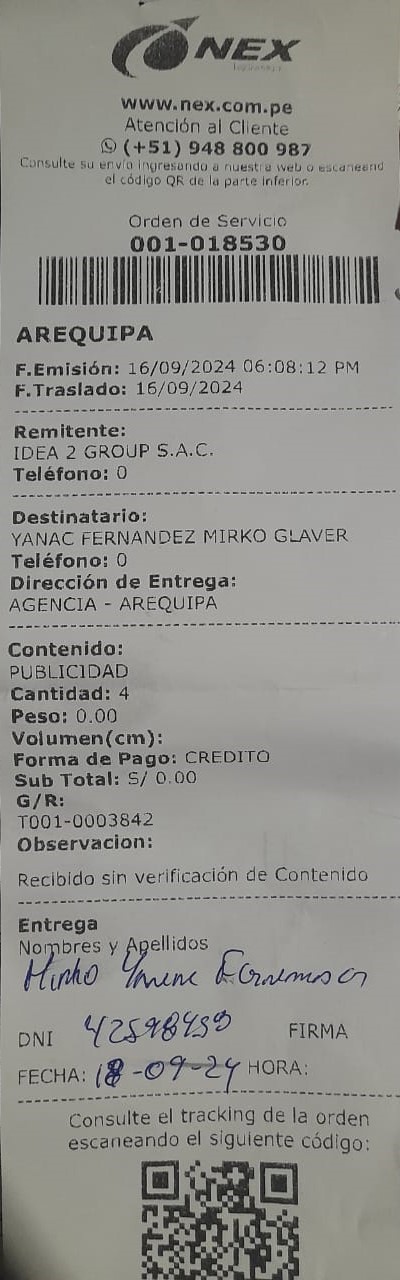 NEX
www.nex.com.pe
Atención al Cliente
(+51) 948 800 987
Consulte su envío ingresando a nuestra web o escaneand
el código QR de la parte inferior.
Orden de Servicio
001-018530
AREQUIPA
F.Emisión: 16/09/2024 06:08:12 PM
F.Traslado: 16/09/2024
Remitente:
IDEA 2 GROUP S.A.C.
Teléfono: 0
Destinatario:
YANAC FERNANDEZ MIRKO GLAVER
Teléfono: 0
Dirección de Entrega:
AGENCIA - AREQUIPA
Contenido:
PUBLICIDAD
Cantidad: 4
Peso: 0.00
Volumen(cm):
Forma de Pago: CREDITO
Sub Total: S/ 0.00
G/R:
T001-0003842
Observacion:
Recibido sin verificación de Contenido
Entrega
Nombres y Apellidos
DNI FIRMA
FECHA: 18-09-24 HORA:
Consulte el tracking de la orden
escaneando el siguiente código: